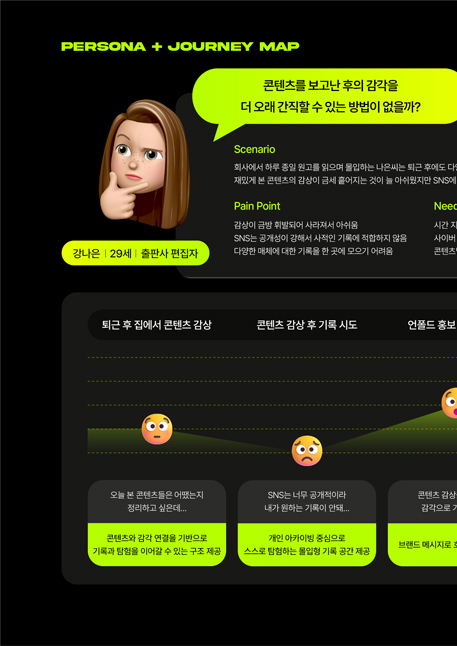 PERSONA + JOURNEY MAP
콘텐츠를 보고난 후의 감각을
더 오래 간직할 수 있는 방법이 없을까?
Scenario
회사에서 하루 종일 원고를 읽으며 몰입하는 나은씨는 퇴근 후에도
재밌게 본 콘텐츠의 감상이 금세 흩어지는 것이 늘 아쉬웠지만 SNS에
Pain Point
감상이 금방 휘발되어 사라져서 아쉬움
SNS는 공개성이 강해서 사적인 기록에 적합하지 않음
다양한 매체에 대한 기록을 한 곳에 모으기 어려움
시간
사이버
강나은 | 29세 | 출판사 편집자
퇴근 후 집에서 콘텐츠 감상
콘텐츠 감상 후 기록 시도
언폴드 홍보
오늘 본 콘텐츠들은 어땠는지
정리하고 싶은데...
SNS는 너무 공개적이라
내가 원하는 기록이 안돼...
콘텐츠
감각으로
콘텐츠와 감각 연결을 기반으로
기록과 탐험을 이어갈 수 있는 구조 제공
개인 아카이빙 중심으로
스스로 탐험하는 몰입형 기록 공간 제공
브랜드 메시지로